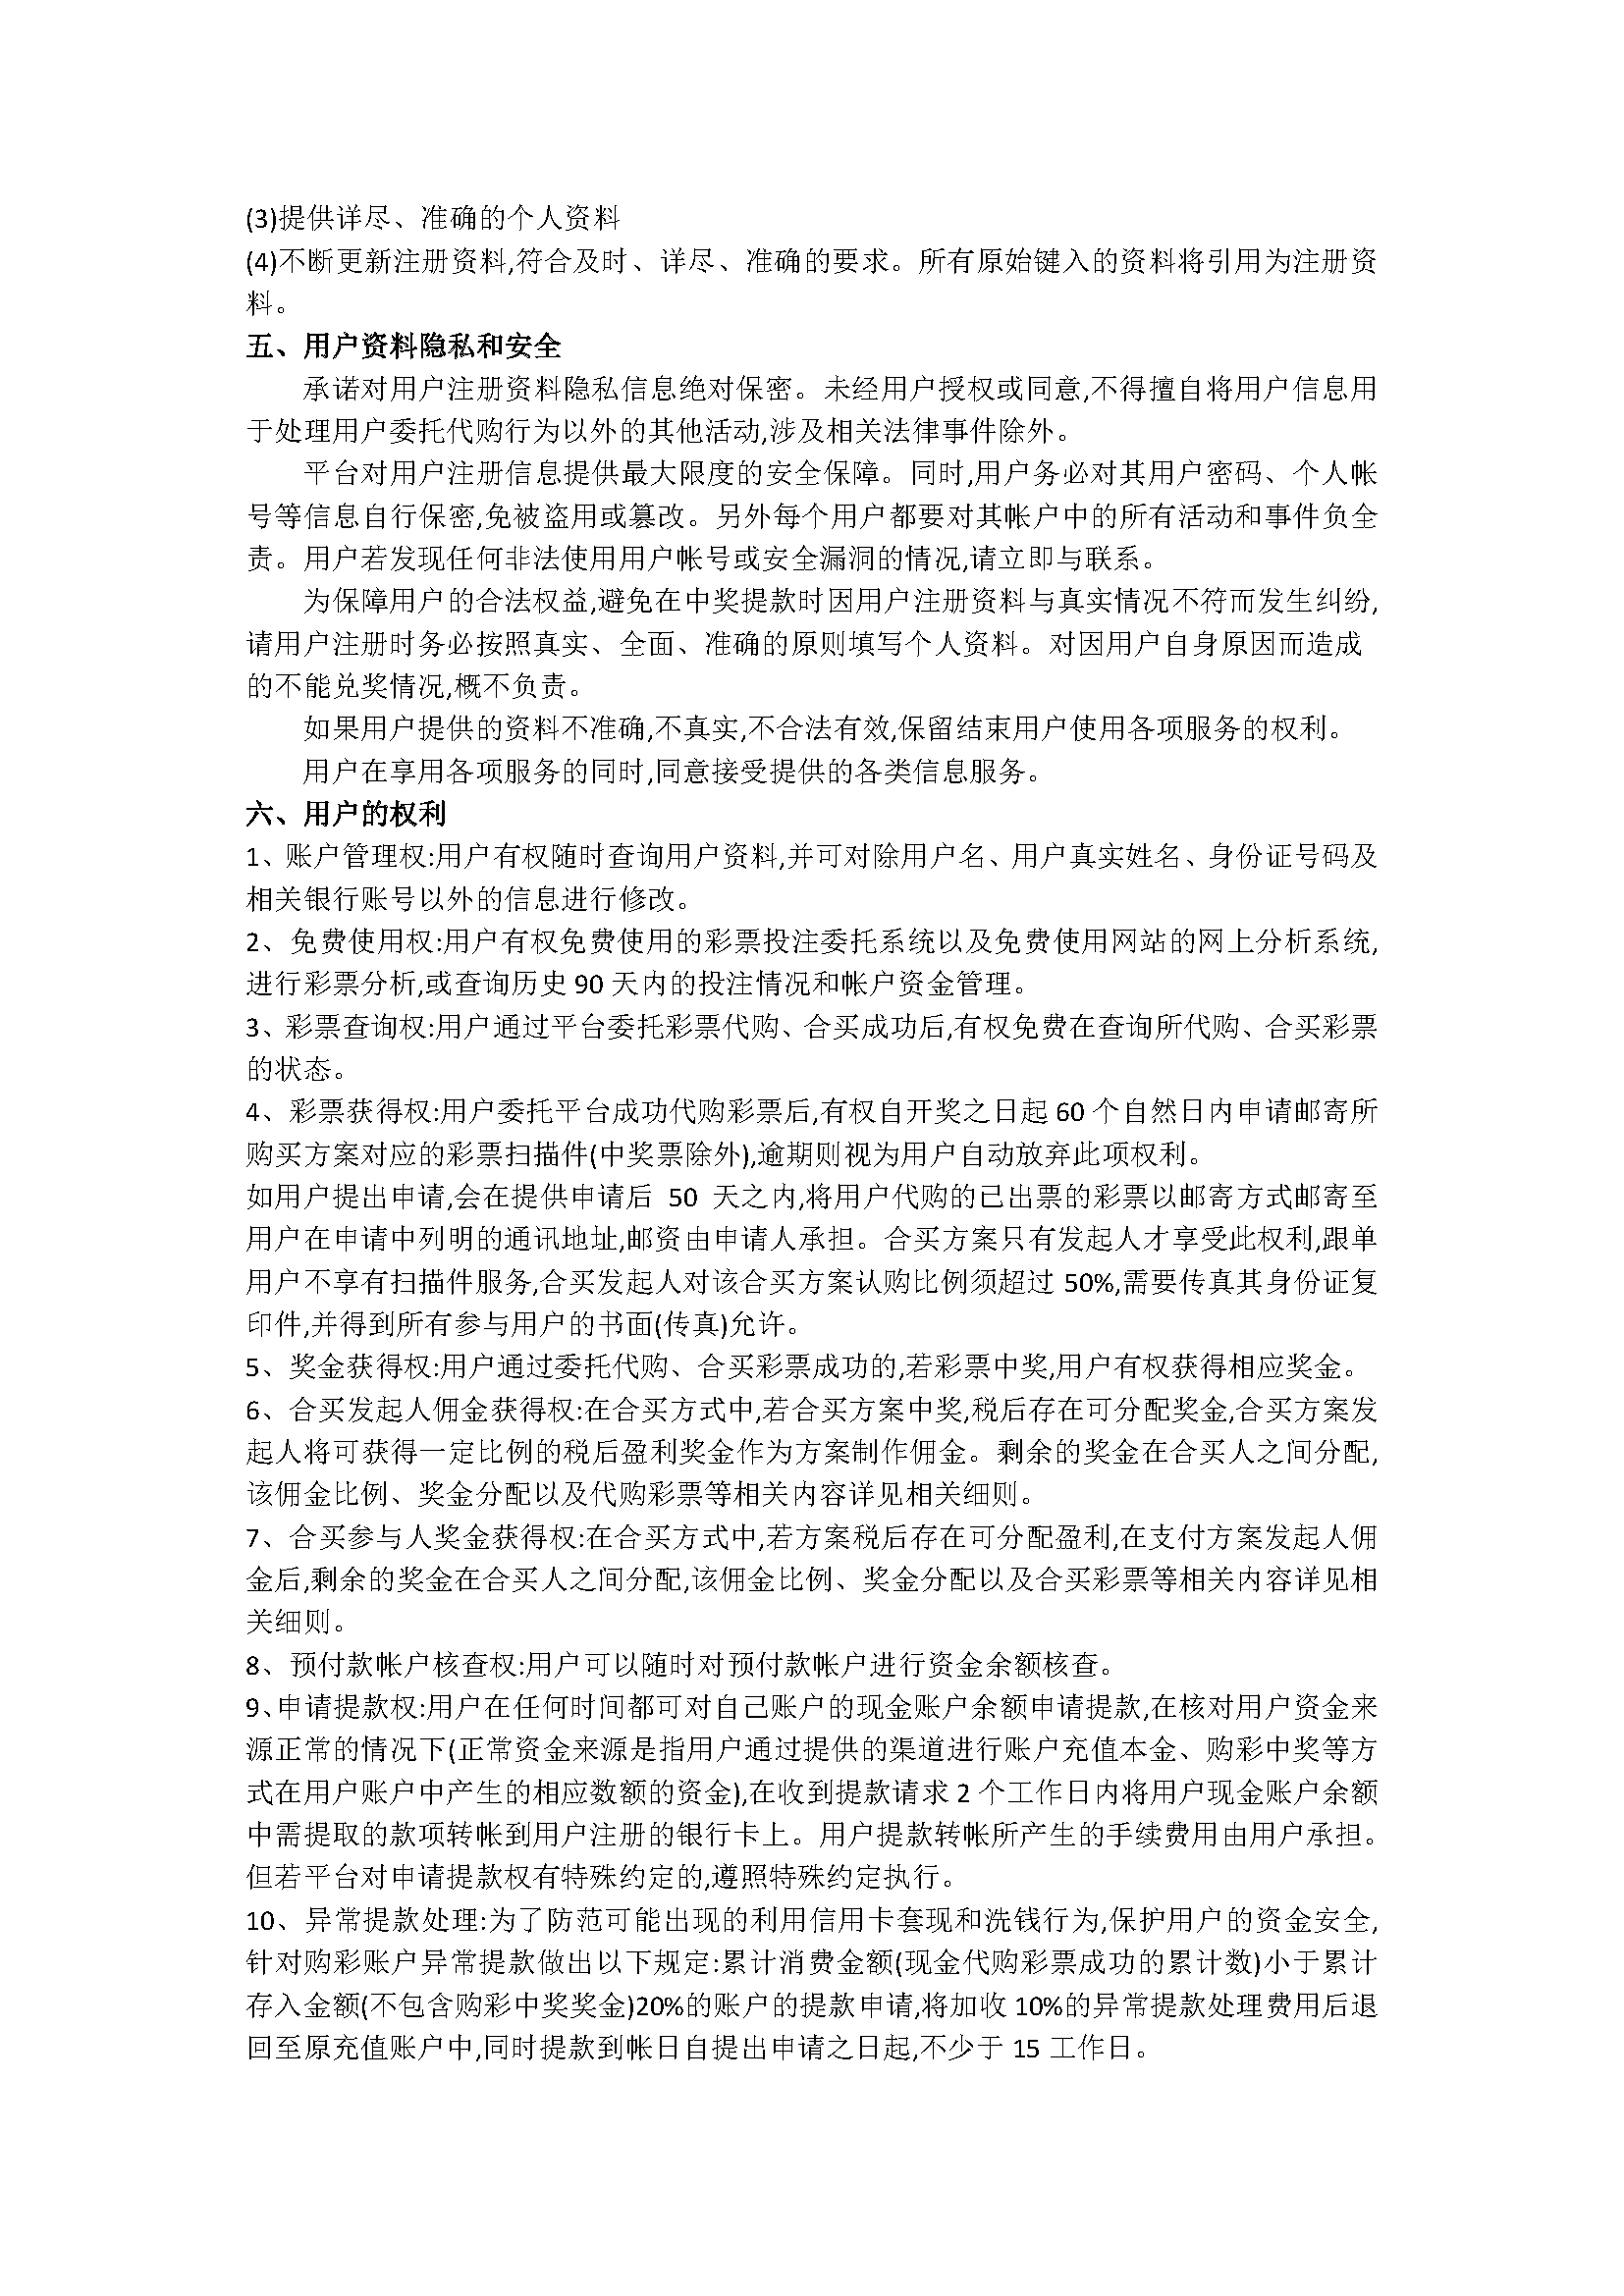 (3)提供详尽、准确的个人资料
(4)不断更新注册资料,符合及时、详尽、准确的要求。所有原始键入的资料将引用为注册资
料。
五、用户资料隐私和安全
承诺对用户注册资料隐私信息绝对保密。未经用户授权或同意,不得擅自将用户信息用
于处理用户委托代购行为以外的其他活动,涉及相关法律事件除外。
平台对用户注册信息提供最大限度的安全保障。同时,用户务必对其用户密码、个人帐
号等信息自行保密,免被盗用或篡改。另外每个用户都要对其帐户中的所有活动和事件负全
责。用户若发现任何非法使用用户帐号或安全漏洞的情况,请立即与联系。
为保障用户的合法权益,避免在中奖提款时因用户注册资料与真实情况不符而发生纠纷,
请用户注册时务必按照真实、全面、准确的原则填写个人资料。对因用户自身原因而造成
的不能兑奖情况,概不负责。
如果用户提供的资料不准确,不真实,不合法有效,保留结束用户使用各项服务的权利。
用户在享用各项服务的同时,同意接受提供的各类信息服务。
六、用户的权利
1、账户管理权:用户有权随时查询用户资料,并可对除用户名、用户真实姓名、身份证号码及
相关银行账号以外的信息进行修改。
2、免费使用权:用户有权免费使用的彩票投注委托系统以及免费使用网站的网上分析系统,
进行彩票分析,或查询历史 90 天内的投注情况和帐户资金管理。
3、彩票查询权:用户通过平台委托彩票代购、合买成功后,有权免费在查询所代购、合买彩票
的状态。
4、彩票获得权:用户委托平台成功代购彩票后,有权自开奖之日起 60 个自然日内申请邮寄所
购买方案对应的彩票扫描件(中奖票除外),逾期则视为用户自动放弃此项权利。
如用户提出申请,会在提供申请后 50 天之内,将用户代购的已出票的彩票以邮寄方式邮寄至
用户在申请中列明的通讯地址,邮资由申请人承担。合买方案只有发起人才享受此权利,跟单
用户不享有扫描件服务,合买发起人对该合买方案认购比例须超过 50%,需要传真其身份证复
印件,并得到所有参与用户的书面(传真)允许。
5、奖金获得权:用户通过委托代购、合买彩票成功的,若彩票中奖,用户有权获得相应奖金。
6、合买发起人佣金获得权:在合买方式中,若合买方案中奖,税后存在可分配奖金,合买方案发
起人将可获得一定比例的税后盈利奖金作为方案制作佣金。剩余的奖金在合买人之间分配,
该佣金比例、奖金分配以及代购彩票等相关内容详见相关细则。
7、合买参与人奖金获得权:在合买方式中,若方案税后存在可分配盈利,在支付方案发起人佣
金后,剩余的奖金在合买人之间分配,该佣金比例、奖金分配以及合买彩票等相关内容详见相
关细则。
8、预付款帐户核查权:用户可以随时对预付款帐户进行资金余额核查。
9、申请提款权:用户在任何时间都可对自己账户的现金账户余额申请提款,在核对用户资金来
源正常的情况下(正常资金来源是指用户通过提供的渠道进行账户充值本金、购彩中奖等方
式在用户账户中产生的相应数额的资金),在收到提款请求 2 个工作日内将用户现金账户余额
中需提取的款项转帐到用户注册的银行卡上。用户提款转帐所产生的手续费用由用户承担。
但若平台对申请提款权有特殊约定的,遵照特殊约定执行。
10、异常提款处理:为了防范可能出现的利用信用卡套现和洗钱行为,保护用户的资金安全,
针对购彩账户异常提款做出以下规定:累计消费金额(现金代购彩票成功的累计数)小于累计
存入金额(不包含购彩中奖奖金)20%的账户的提款申请,将加收 10%的异常提款处理费用后退
回至原充值账户中,同时提款到帐日自提出申请之日起,不少于 15 工作日。